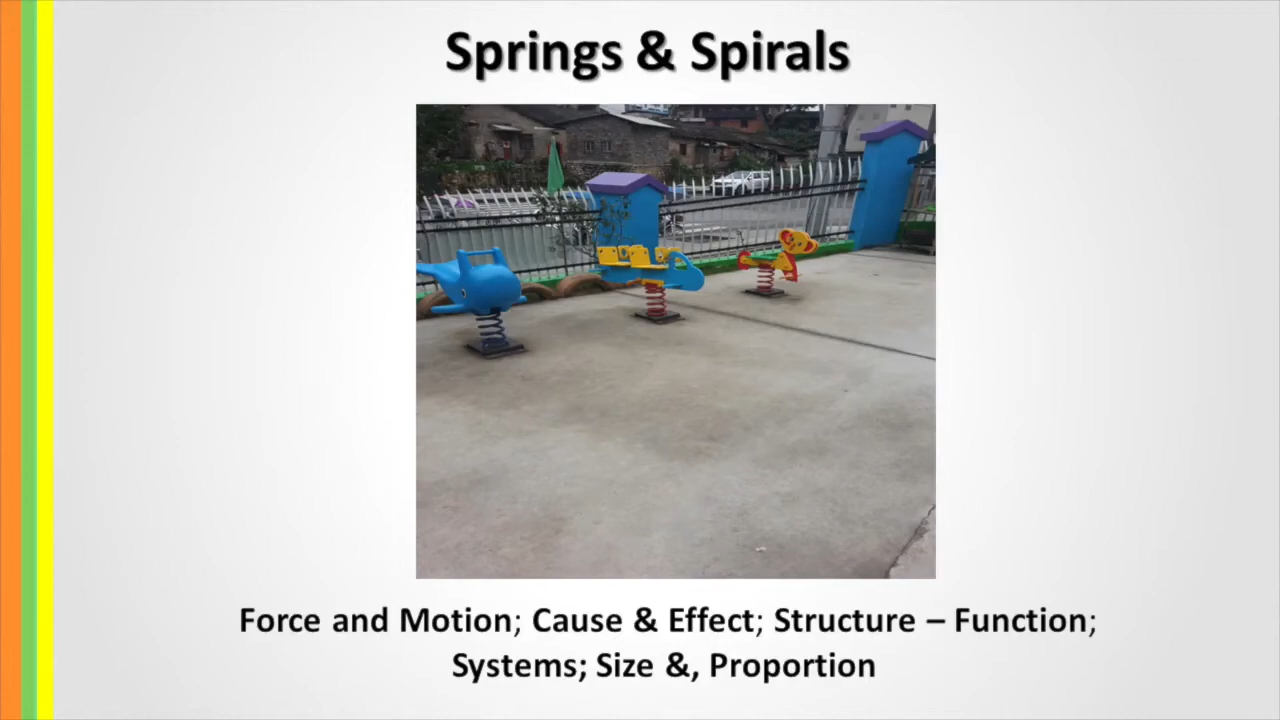 Springs & Spirals
Force and Motion; Cause & Effect; Structure – Function;
Systems; Size &, Proportion